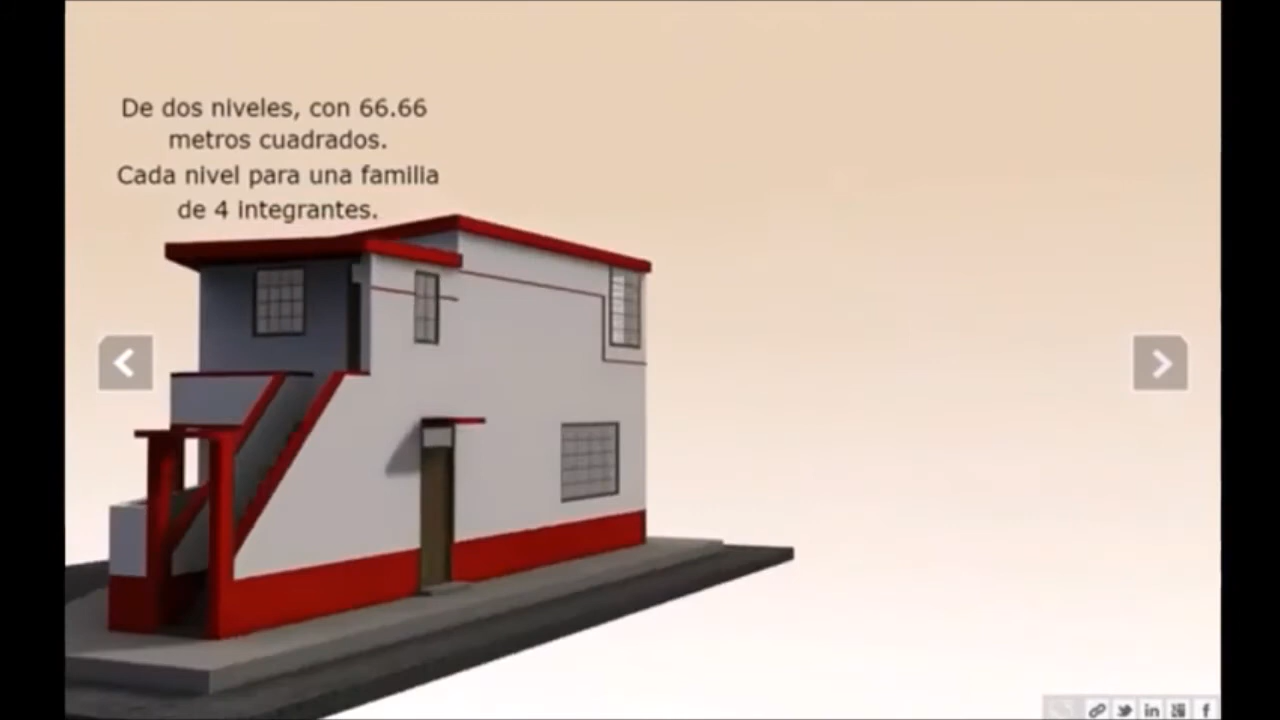 De dos niveles, con 66.66
metros cuadrados.
Cada nivel para una familia
de 4 integrantes.